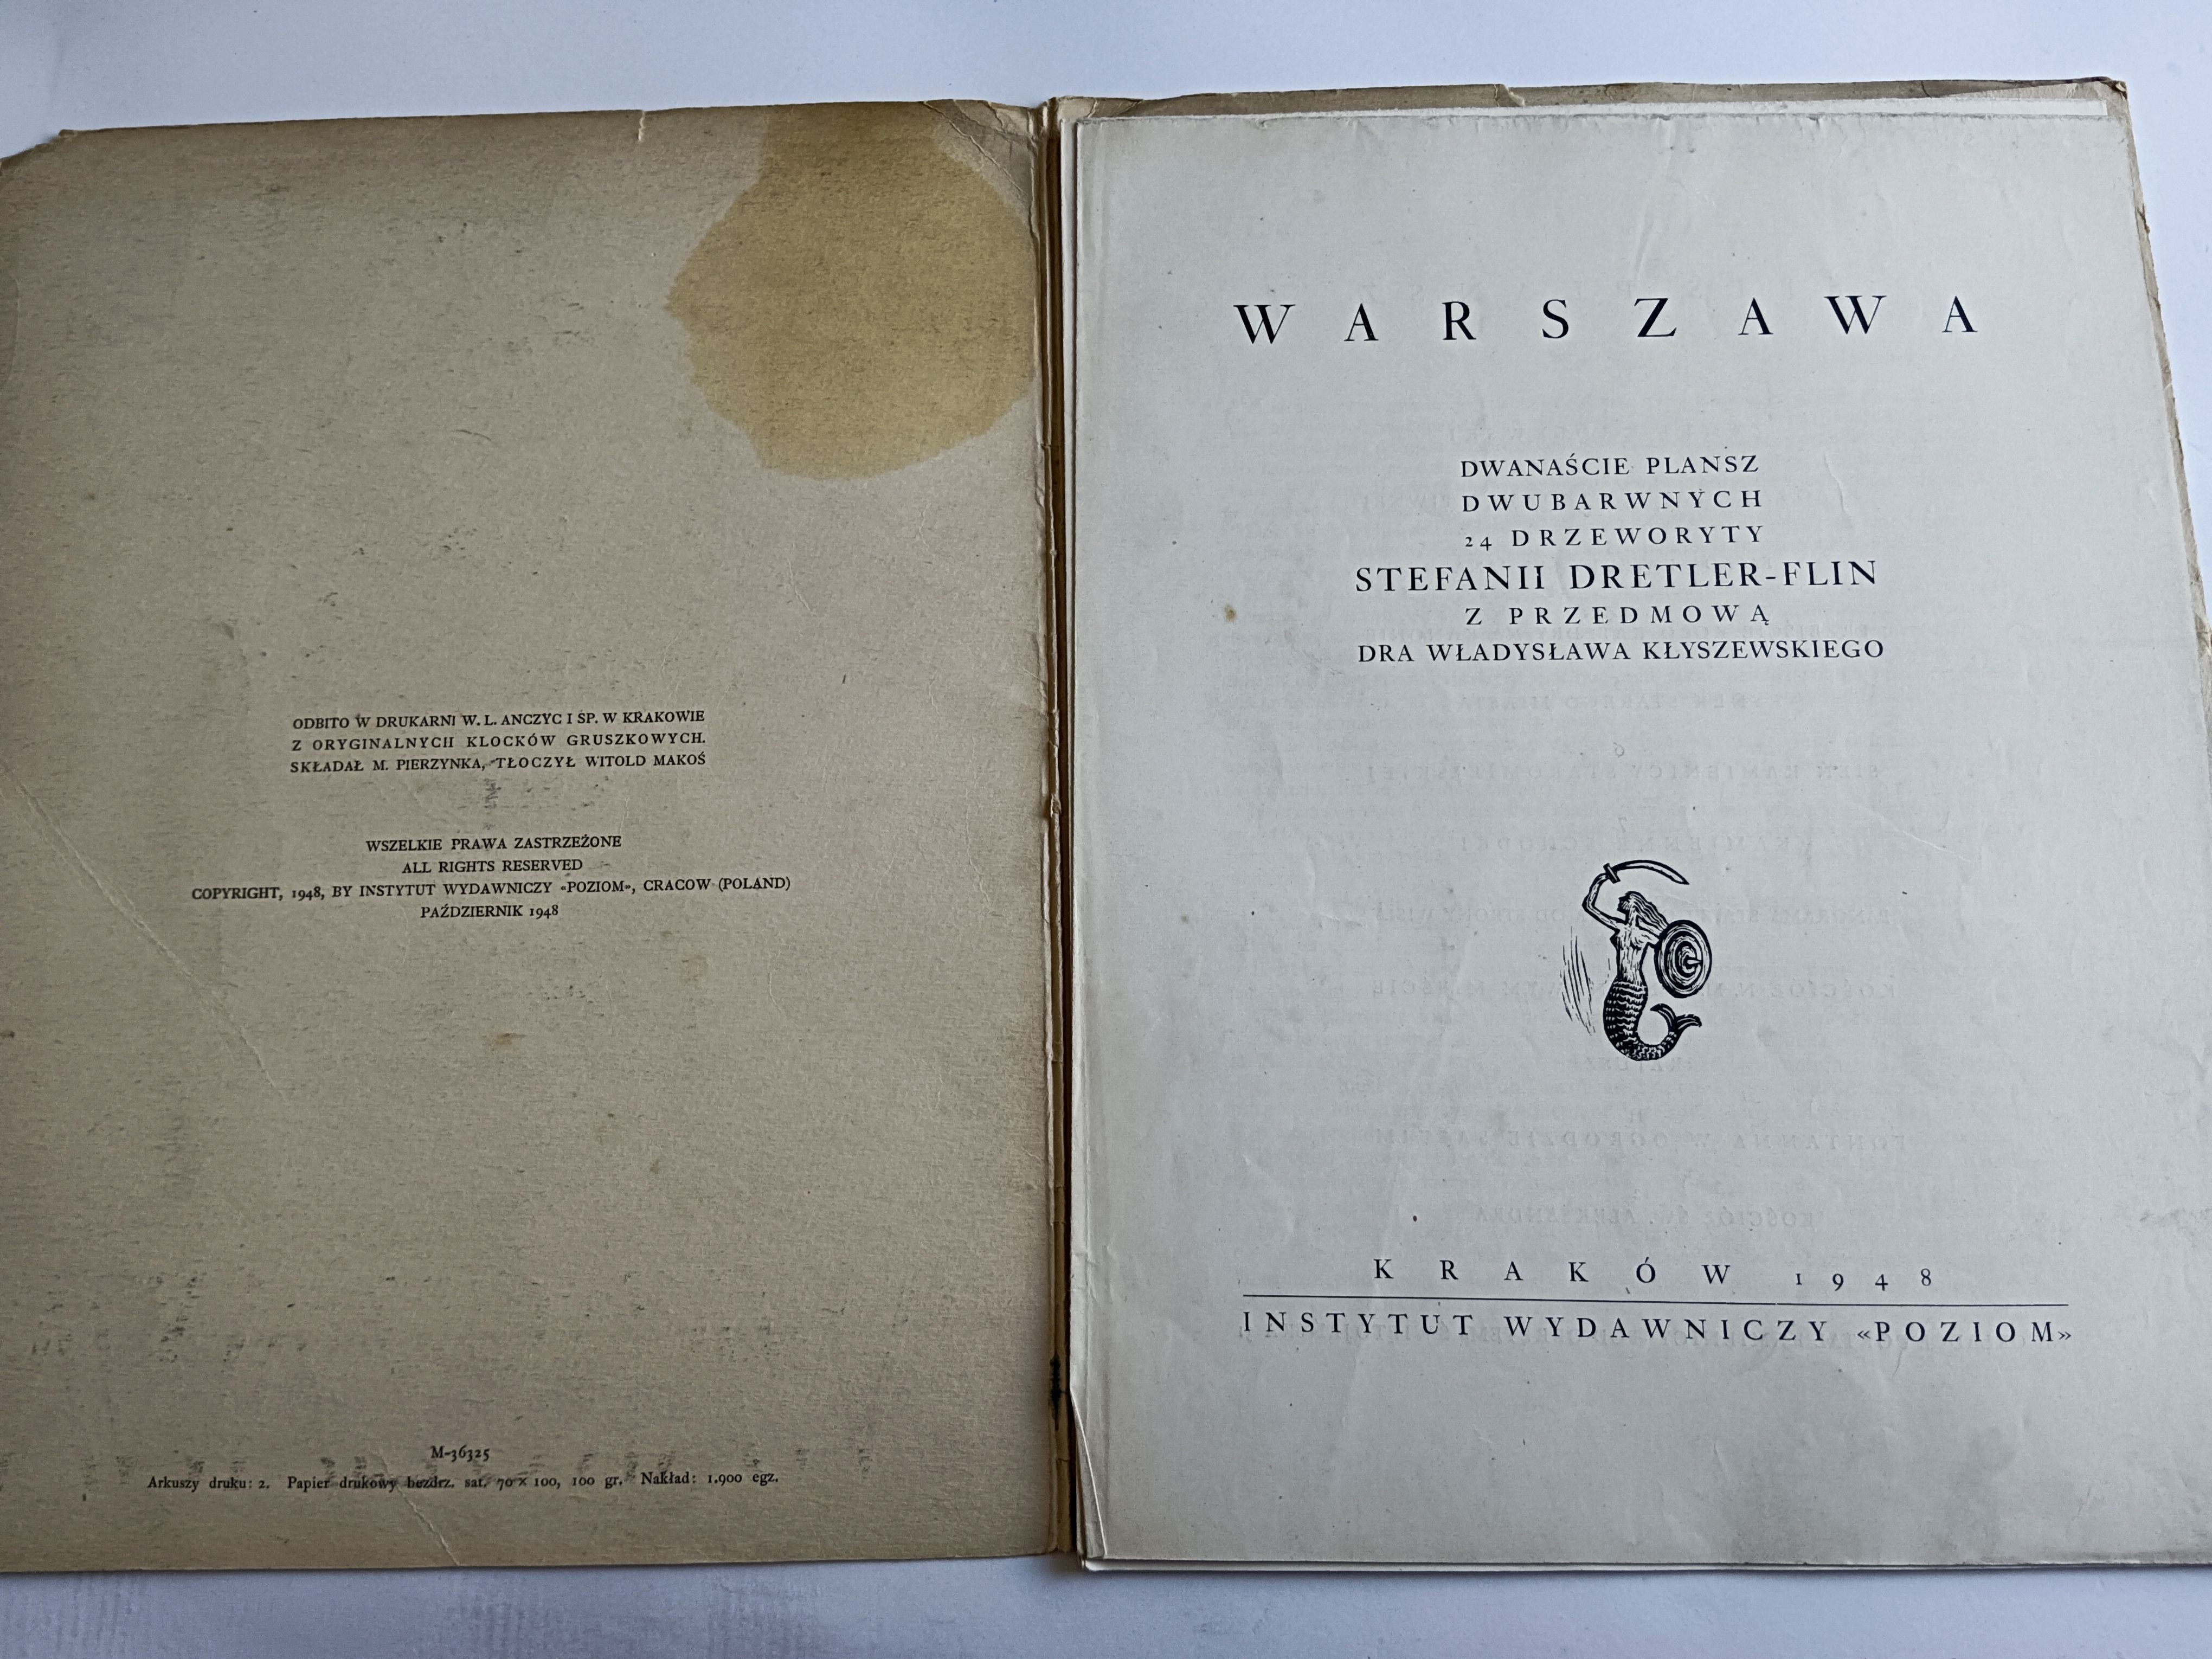 ODBITO W DRUKARNI W. L. ANCZYC I SP. W KRAKOWIE
Z ORYGINALNYCH KLOCKÓW GRUSZKOWYCH.
SKŁADAŁ M. PIERZYNKA, TŁOCZYŁ WITOLD MAKOŚ
WSZELKIE PRAWA ZASTRZEŻONE
ALL RIGHTS RESERVED
COPYRIGHT, 1948, BY INSTYTUT WYDAWNICZY «POZIOM», CRACOW (POLAND)
PAŹDZIERNIK 1948
M-36325
Arkuszy druku: 2. Papier drukowy bezdrz. sat. 70 × 100, 100 gr. Nakład: 1.900 egz.
WARSZAWA
DWANAŚCIE PLANSZ
DWUBARWNYCH
24 DRZEWORYTY
STEFANII DRETLER-FLIN
Z PRZEDMOWĄ
DRA WŁADYSŁAWA KŁYSZEWSKIEGO
KRAKÓW 1948
INSTYTUT WYDAWNICZY «POZIOM»